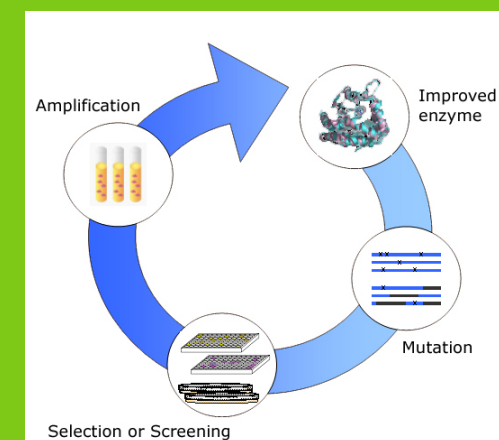 Amplification
Improved
enzyme
Mutation
Selection or Screening